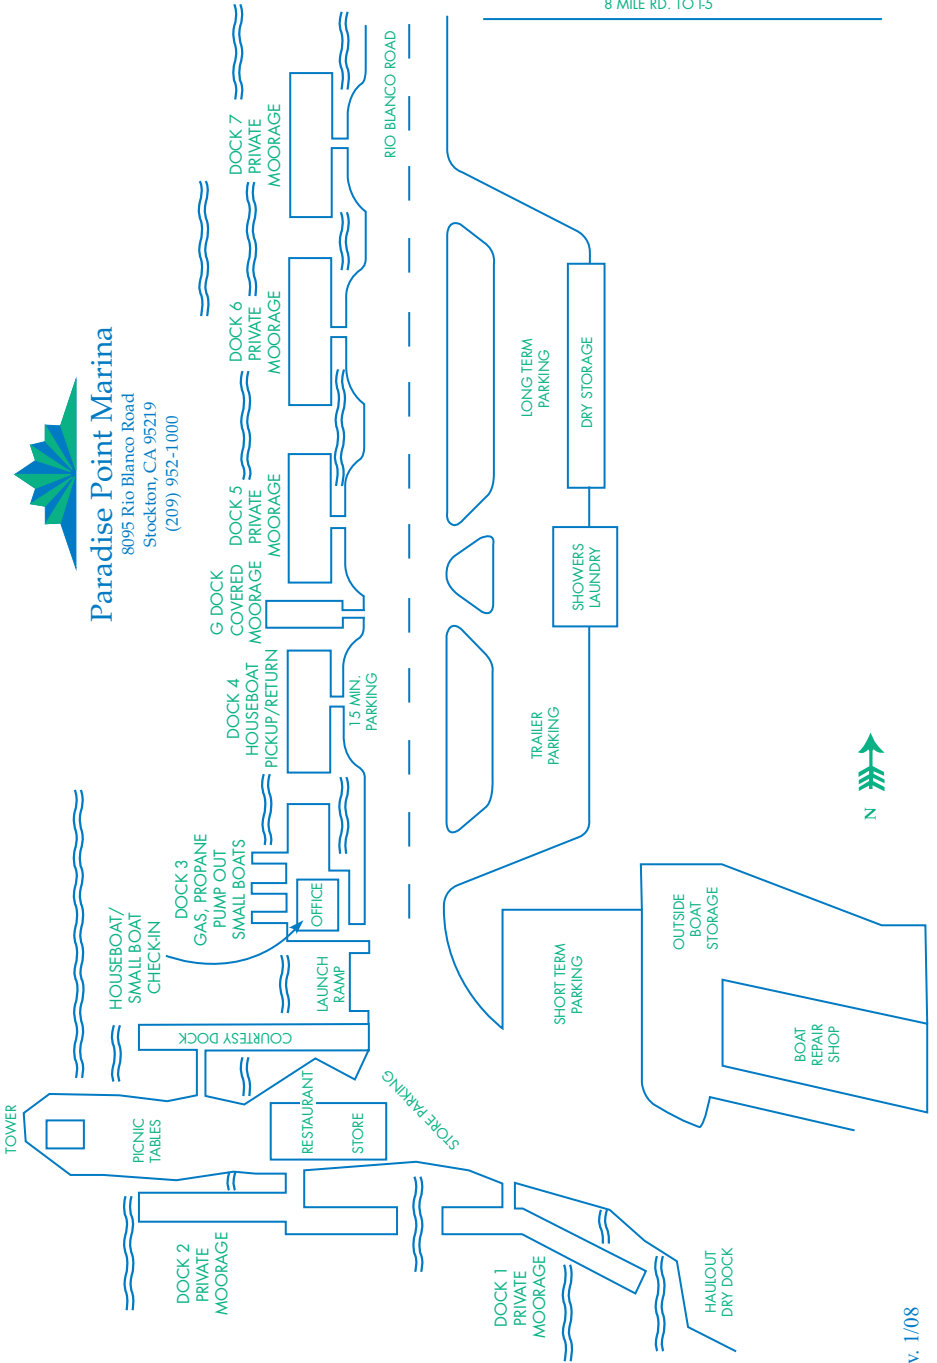 Paradise Point Marina
8095 Rio Blanco Road
Stockton, CA 95219
(209) 952-1000
TOWER
PICNIC
TABLES
HOUSEBOAT/
SMALL BOAT
CHECK-IN
DOCK 3
GAS, PROPANE
PUMP OUT
SMALL BOATS
DOCK 4
HOUSEBOAT
PICKUP/RETURN
G DOCK
COVERED
MOORAGE
DOCK 5
PRIVATE
MOORAGE
DOCK 6
PRIVATE
MOORAGE
DOCK 7
PRIVATE
MOORAGE
DOCK 2
PRIVATE
MOORAGE
COURTESY DOCK
RESTAURANT
STORE
LAUNCH
RAMP
OFFICE
15 MIN.
PARKING
RIO BLANCO ROAD
STORE PARKING
DOCK 1
PRIVATE
MOORAGE
SHORT TERM
PARKING
TRAILER
PARKING
SHOWERS
LAUNDRY
LONG TERM
PARKING
DRY STORAGE
8 MILE RD. TO I-5
HAULOUT
DRY DOCK
OUTSIDE
BOAT
STORAGE
BOAT
REPAIR
SHOP
N
v. 1/08